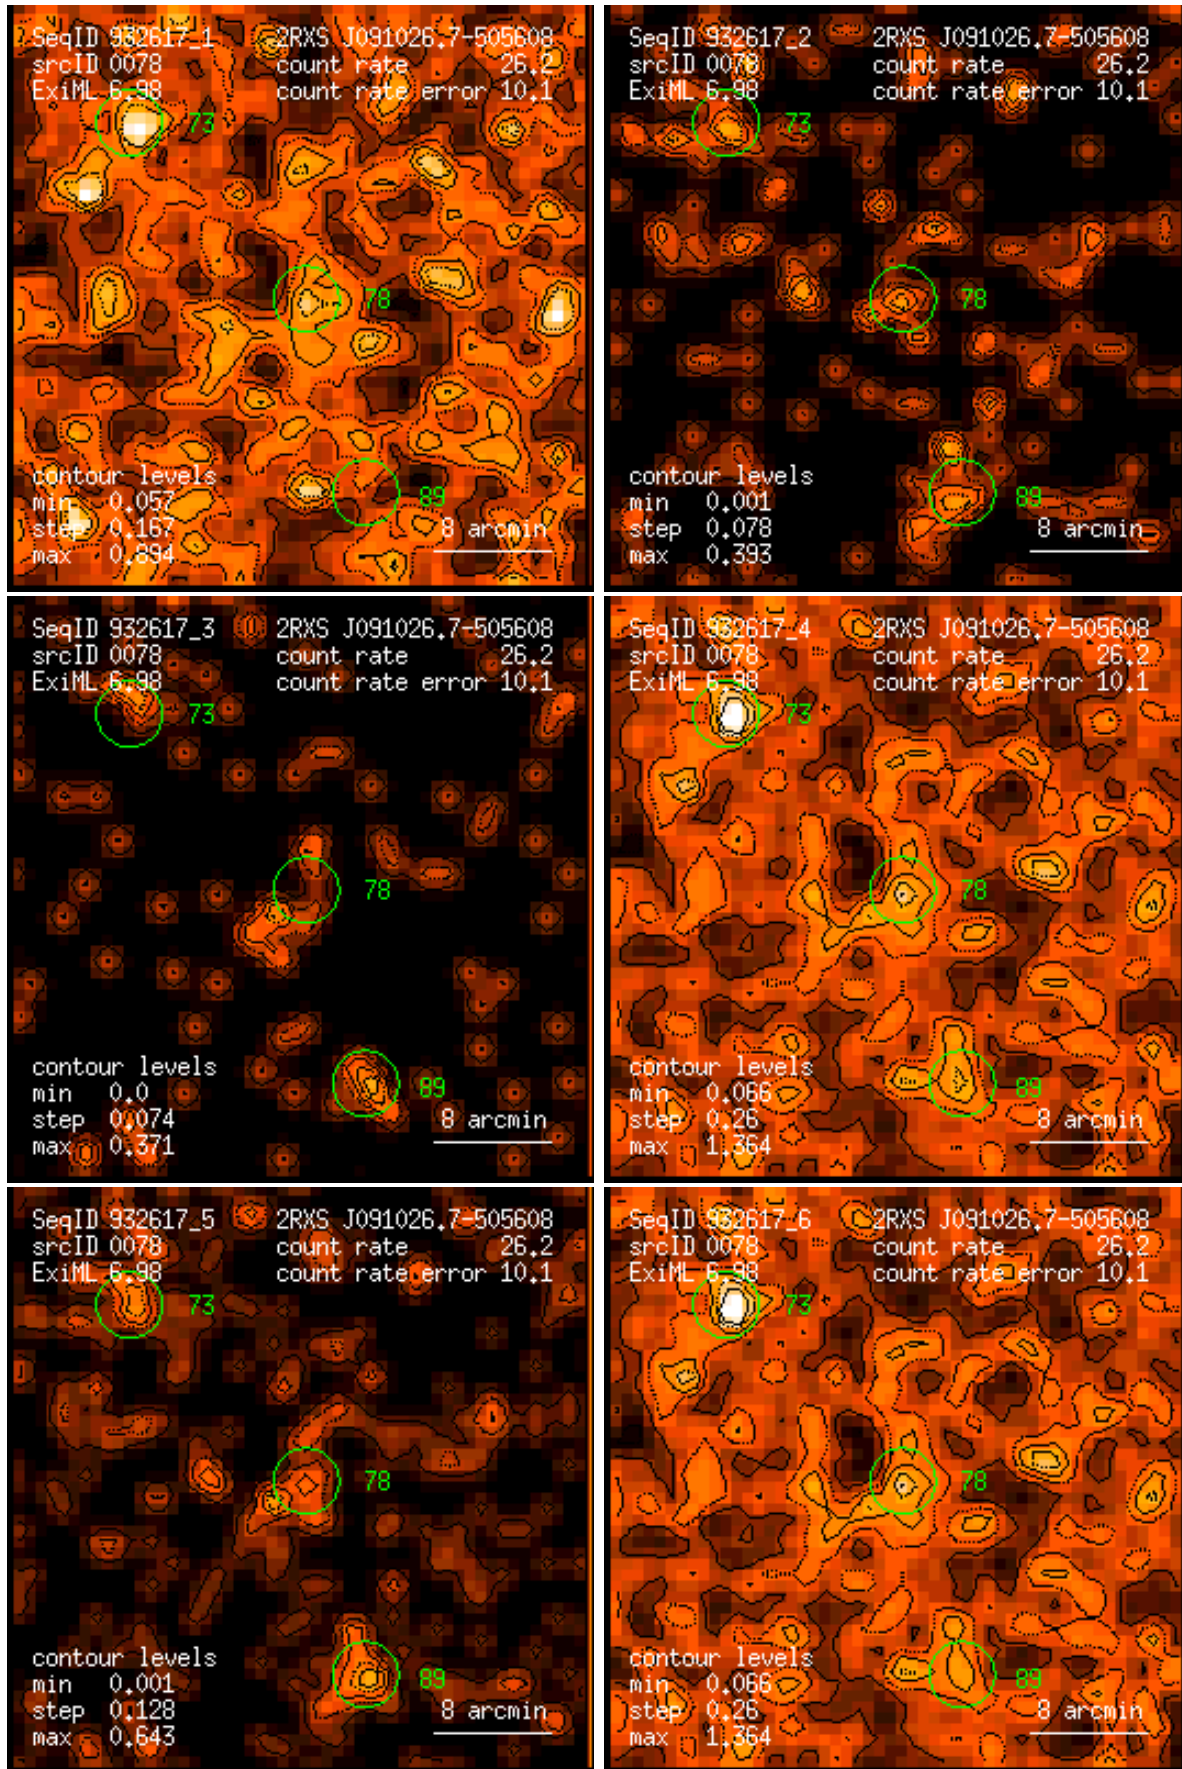 SeqID 932617_1 2RXS J091026.7-505608
srcID 0078 count rate 26.2
ExiML 6.98 count rate error 10.1
73
78
89
contour levels
min 0.057
step 0.167 8 arcmin
max 0.894
SeqID 932617_2 2RXS J091026.7-505608
srcID 0078 count rate 26.2
ExiML 6.98 count rate error 10.1
73
78
89
contour levels
min 0.001
step 0.078 8 arcmin
max 0.393
SeqID 932617_3 2RXS J091026.7-505608
srcID 0078 count rate 26.2
ExiML 6.98 count rate error 10.1
73
78
89
contour levels
min 0.0
step 0.074 8 arcmin
max 0.371
SeqID 932617_4 2RXS J091026.7-505608
srcID 0078 count rate 26.2
ExiML 6.98 count rate error 10.1
73
78
89
contour levels
min 0.066
step 0.26 8 arcmin
max 1.364
SeqID 932617_5 2RXS J091026.7-505608
srcID 0078 count rate 26.2
ExiML 6.98 count rate error 10.1
73
78
89
contour levels
min 0.001
step 0.128 8 arcmin
max 0.643
SeqID 932617_6 2RXS J091026.7-505608
srcID 0078 count rate 26.2
ExiML 6.98 count rate error 10.1
73
78
89
contour levels
min 0.066
step 0.26 8 arcmin
max 1.364